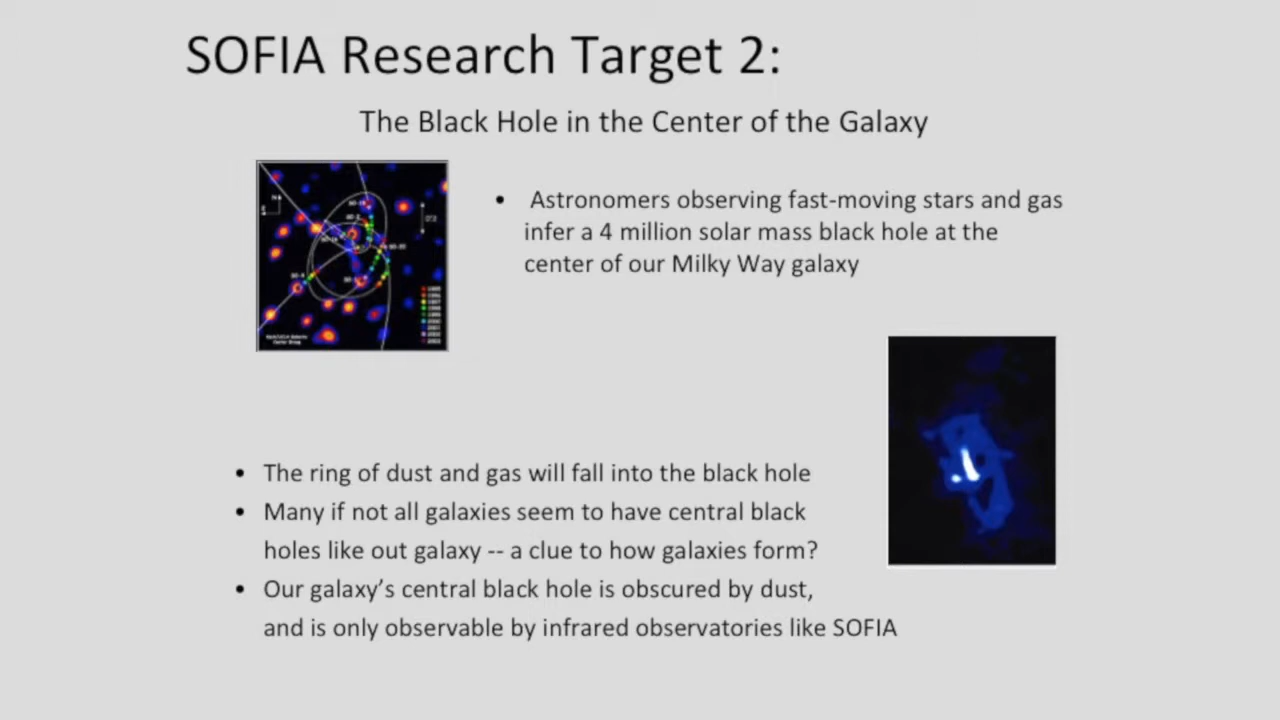 SOFIA Research Target 2:
The Black Hole in the Center of the Galaxy
• Astronomers observing fast-moving stars and gas
infer a 4 million solar mass black hole at the
center of our Milky Way galaxy
• The ring of dust and gas will fall into the black hole
• Many if not all galaxies seem to have central black
holes like out galaxy -- a clue to how galaxies form?
• Our galaxy's central black hole is obscured by dust,
and is only observable by infrared observatories like SOFIA